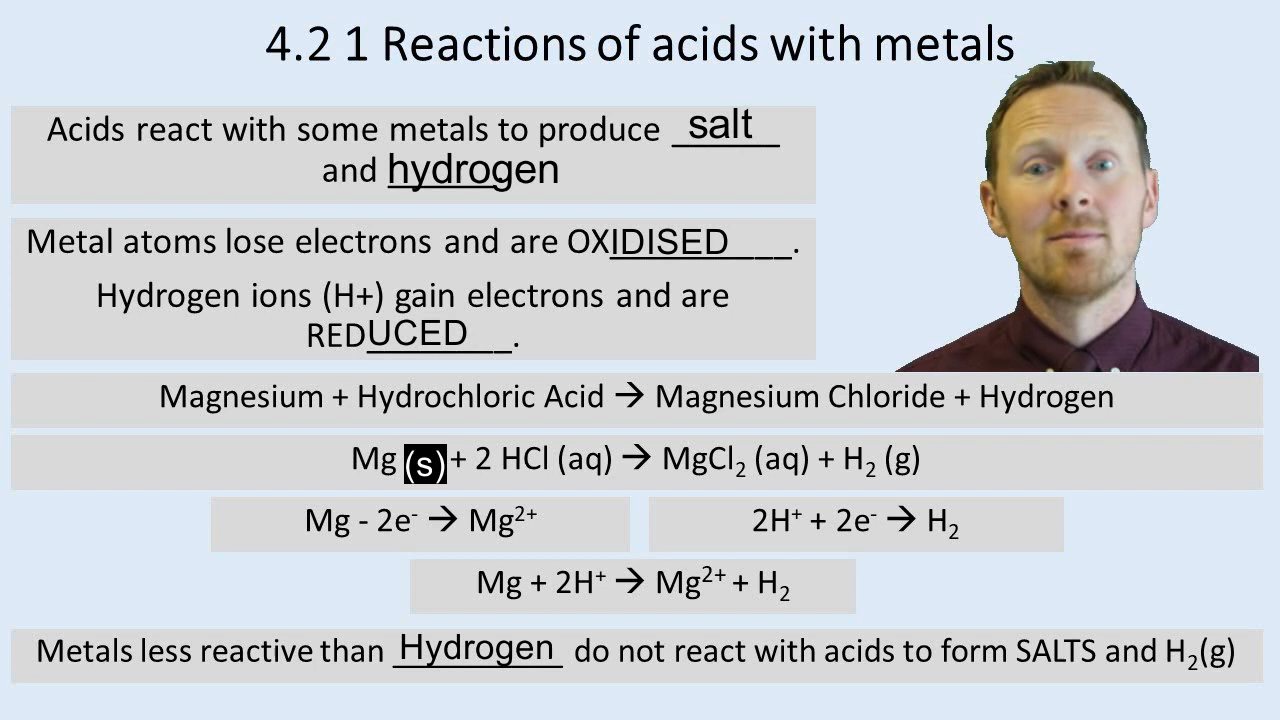 4.2 1 Reactions of acids with metals
Acids react with some metals to produce salt
and hydrogen
Metal atoms lose electrons and are OXIDISED____.
Hydrogen ions (H+) gain electrons and are
REDUCED___.
Magnesium + Hydrochloric Acid → Magnesium Chloride + Hydrogen
Mg (s) + 2 HCl (aq) → MgCl₂ (aq) + H₂ (g)
Mg - 2e⁻ → Mg²⁺
2H⁺ + 2e⁻ → H₂
Mg + 2H⁺ → Mg²⁺ + H₂
Metals less reactive than Hydrogen do not react with acids to form SALTS and H₂(g)